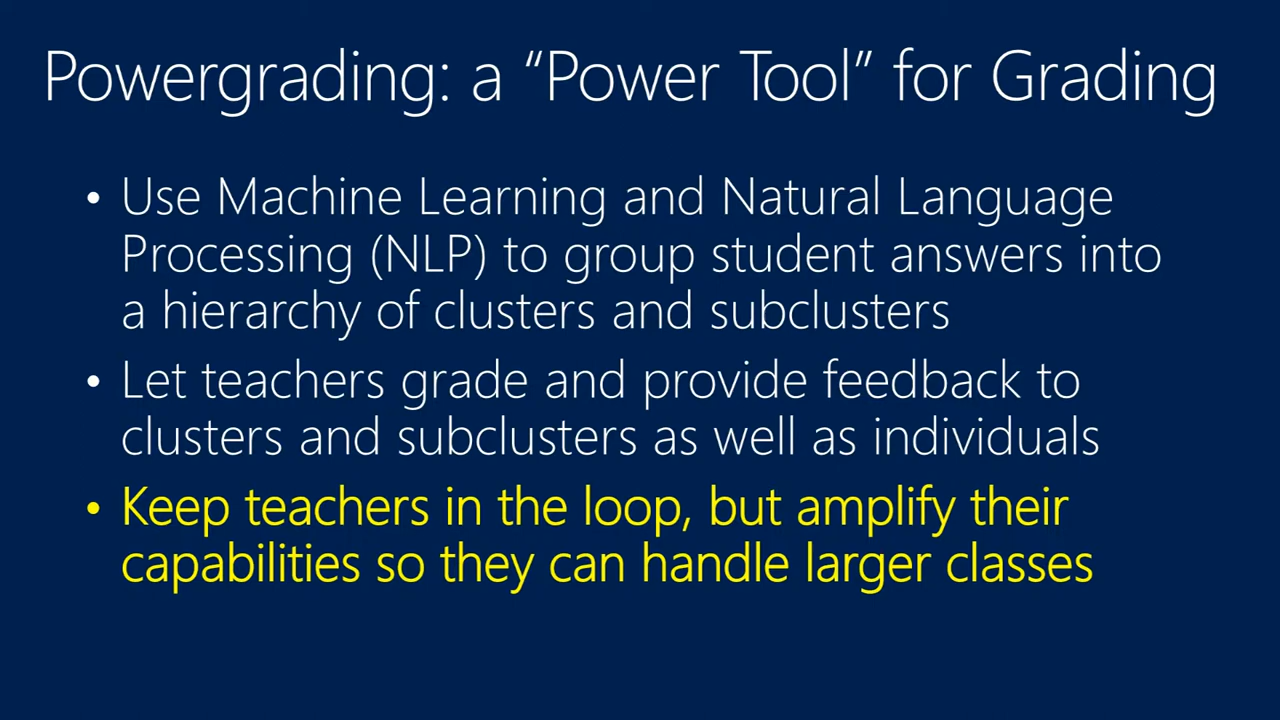 Powergrading: a “Power Tool” for Grading
• Use Machine Learning and Natural Language
Processing (NLP) to group student answers into
a hierarchy of clusters and subclusters
• Let teachers grade and provide feedback to
clusters and subclusters as well as individuals
• Keep teachers in the loop, but amplify their
capabilities so they can handle larger classes